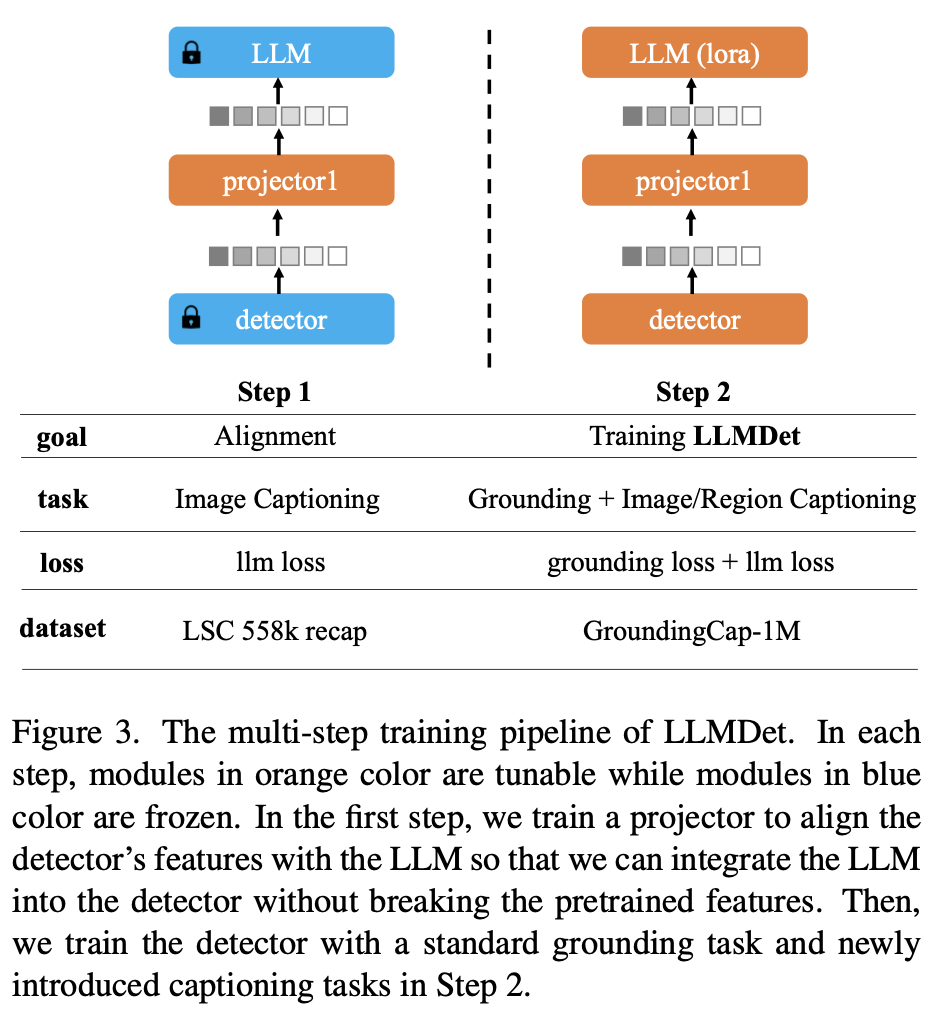 LLM
LLM (lora)
projector1
projector1
detector
detector
Step 1
Step 2
goal
Alignment
Training LLMDet
task
Image Captioning
Grounding + Image/Region Captioning
loss
llm loss
grounding loss + llm loss
dataset
LSC 558k recap
GroundingCap-1M
Figure 3. The multi-step training pipeline of LLMDet. In each
step, modules in orange color are tunable while modules in blue
color are frozen. In the first step, we train a projector to align the
detector's features with the LLM so that we can integrate the LLM
into the detector without breaking the pretrained features. Then,
we train the detector with a standard grounding task and newly
introduced captioning tasks in Step 2.